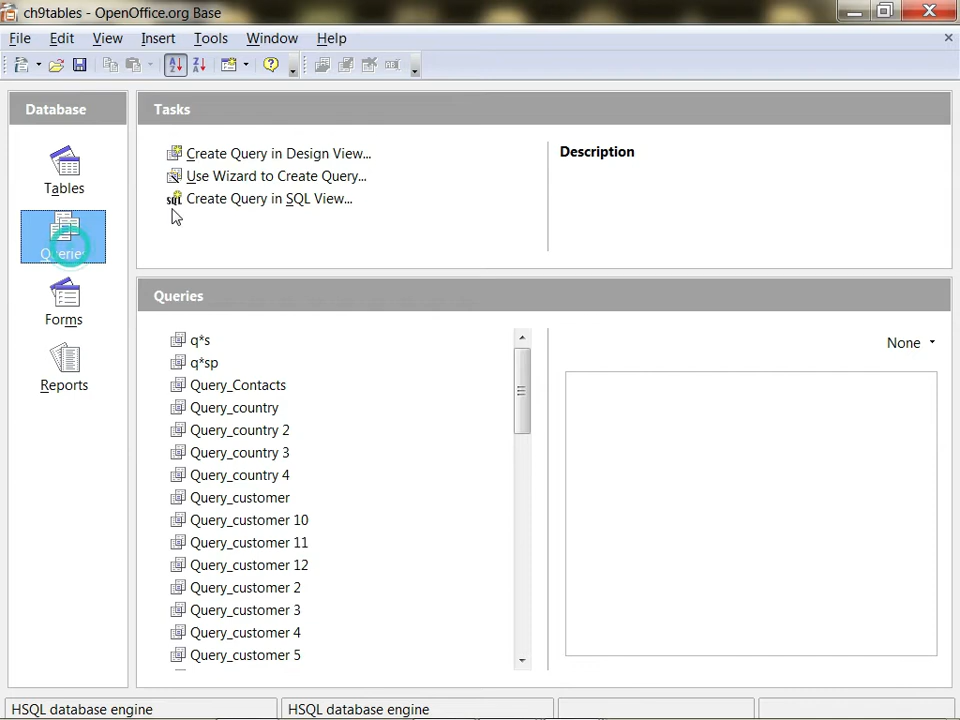 ch9tables - OpenOffice.org Base
File Edit View Insert Tools Window Help
Database
Tables
Queries
Forms
Reports
Tasks
Create Query in Design View...
Use Wizard to Create Query...
SQL Create Query in SQL View...
Description
Queries
None
q*s
q*sp
Query_Contacts
Query_country
Query_country 2
Query_country 3
Query_country 4
Query_customer
Query_customer 10
Query_customer 11
Query_customer 12
Query_customer 2
Query_customer 3
Query_customer 4
Query_customer 5
HSQL database engine
HSQL database engine